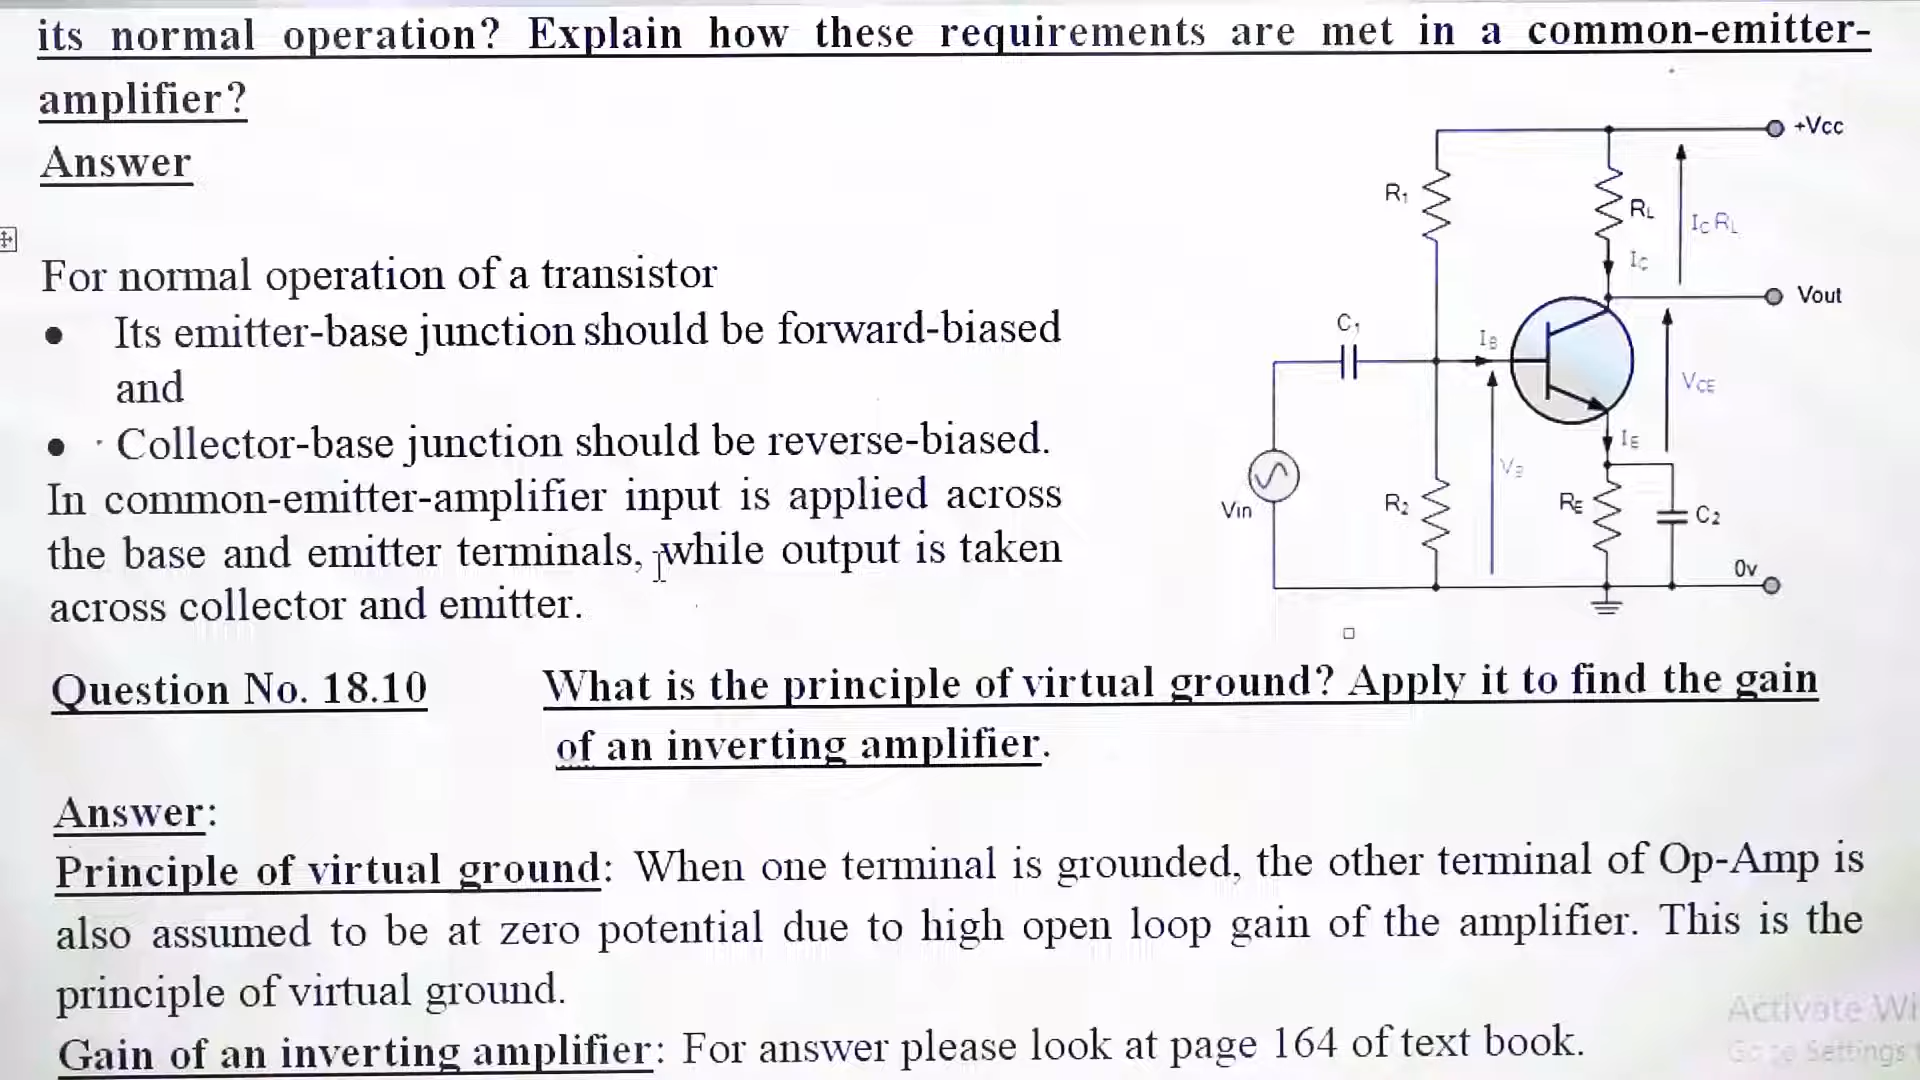 its normal operation? Explain how these requirements are met in a common-emitter-
amplifier?
Answer
For normal operation of a transistor
• Its emitter-base junction should be forward-biased
and
• Collector-base junction should be reverse-biased.
In common-emitter-amplifier input is applied across
the base and emitter terminals, while output is taken
across collector and emitter.
+Vcc
R1
RL
IC RL
IC
Vout
C1
IB
VCE
IE
VB
Vin
R2
RE
C2
0v
Question No. 18.10 What is the principle of virtual ground? Apply it to find the gain
of an inverting amplifier.
Answer:
Principle of virtual ground: When one terminal is grounded, the other terminal of Op-Amp is
also assumed to be at zero potential due to high open loop gain of the amplifier. This is the
principle of virtual ground.
Gain of an inverting amplifier: For answer please look at page 164 of text book.
Activate Wi
Go to Settings